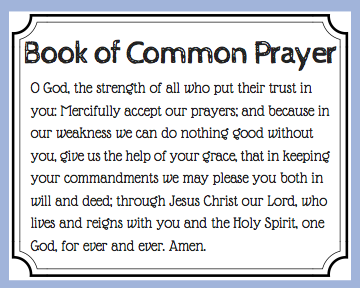 Book of Common Prayer
O God, the strength of all who put their trust in
you: Mercifully accept our prayers; and because in
our weakness we can do nothing good without
you, give us the help of your grace, that in keeping
your commandments we may please you both in
will and deed; through Jesus Christ our Lord, who
lives and reigns with you and the Holy Spirit, one
God, for ever and ever. Amen.